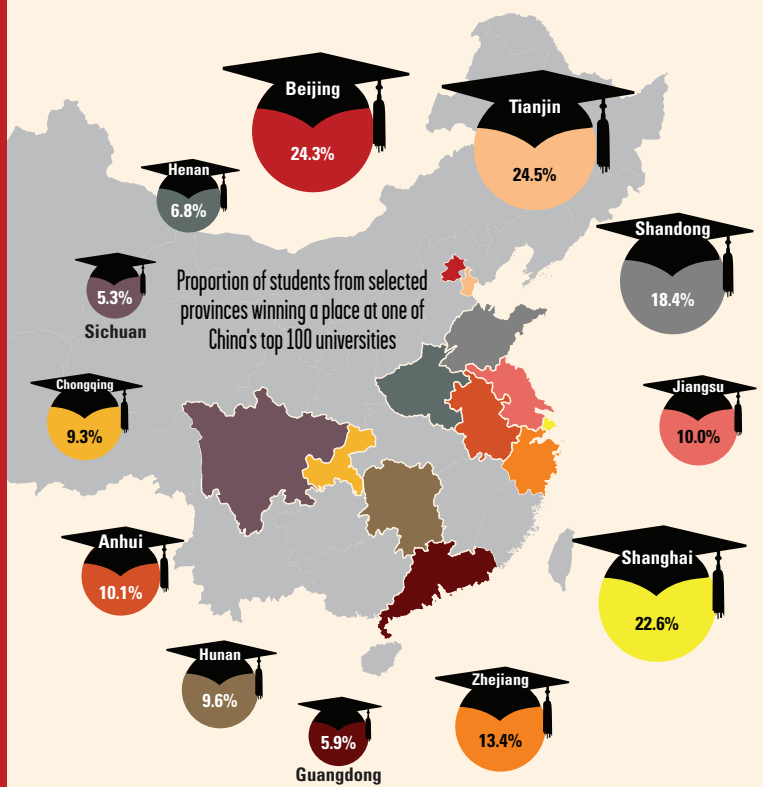 Beijing
24.3%
Tianjin
24.5%
Henan
6.8%
Shandong
18.4%
Proportion of students from selected
provinces winning a place at one of
China's top 100 universities
5.3%
Sichuan
Chongqing
9.3%
Jiangsu
10.0%
Anhui
10.1%
Shanghai
22.6%
Hunan
9.6%
Zhejiang
13.4%
5.9%
Guangdong